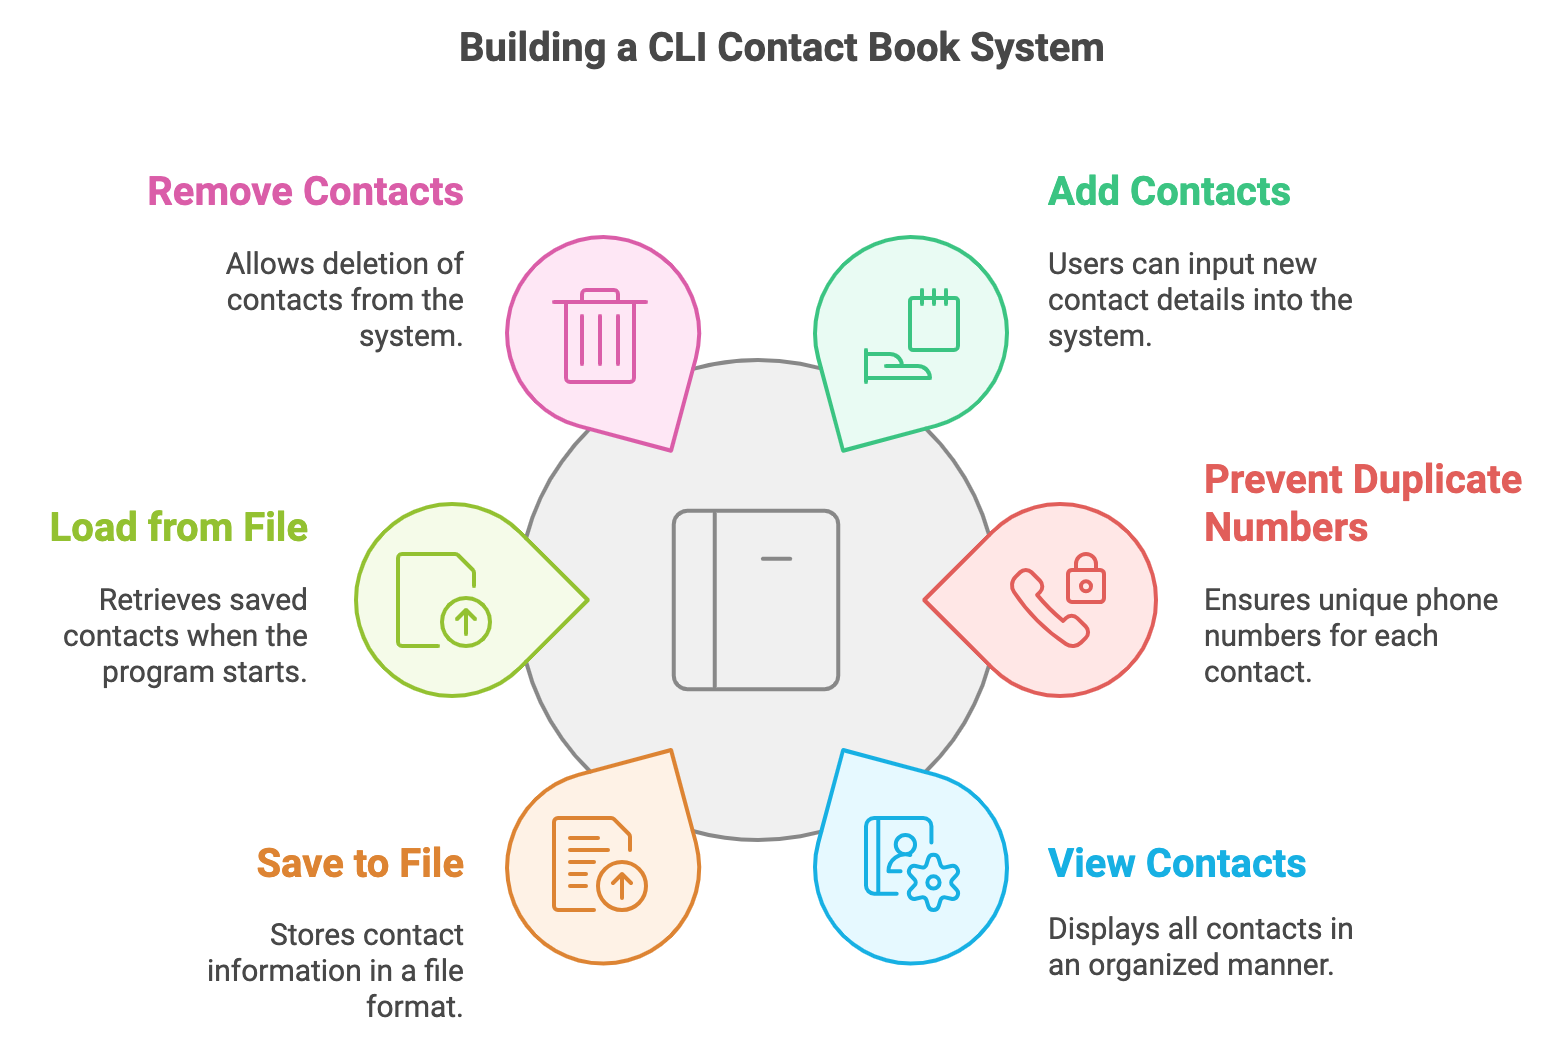 Building a CLI Contact Book System
Remove Contacts
Allows deletion of
contacts from the
system.
Add Contacts
Users can input new
contact details into the
system.
Load from File
Retrieves saved
contacts when the
program starts.
Prevent Duplicate
Numbers
Ensures unique phone
numbers for each
contact.
Save to File
Stores contact
information in a file
format.
View Contacts
Displays all contacts in
an organized manner.